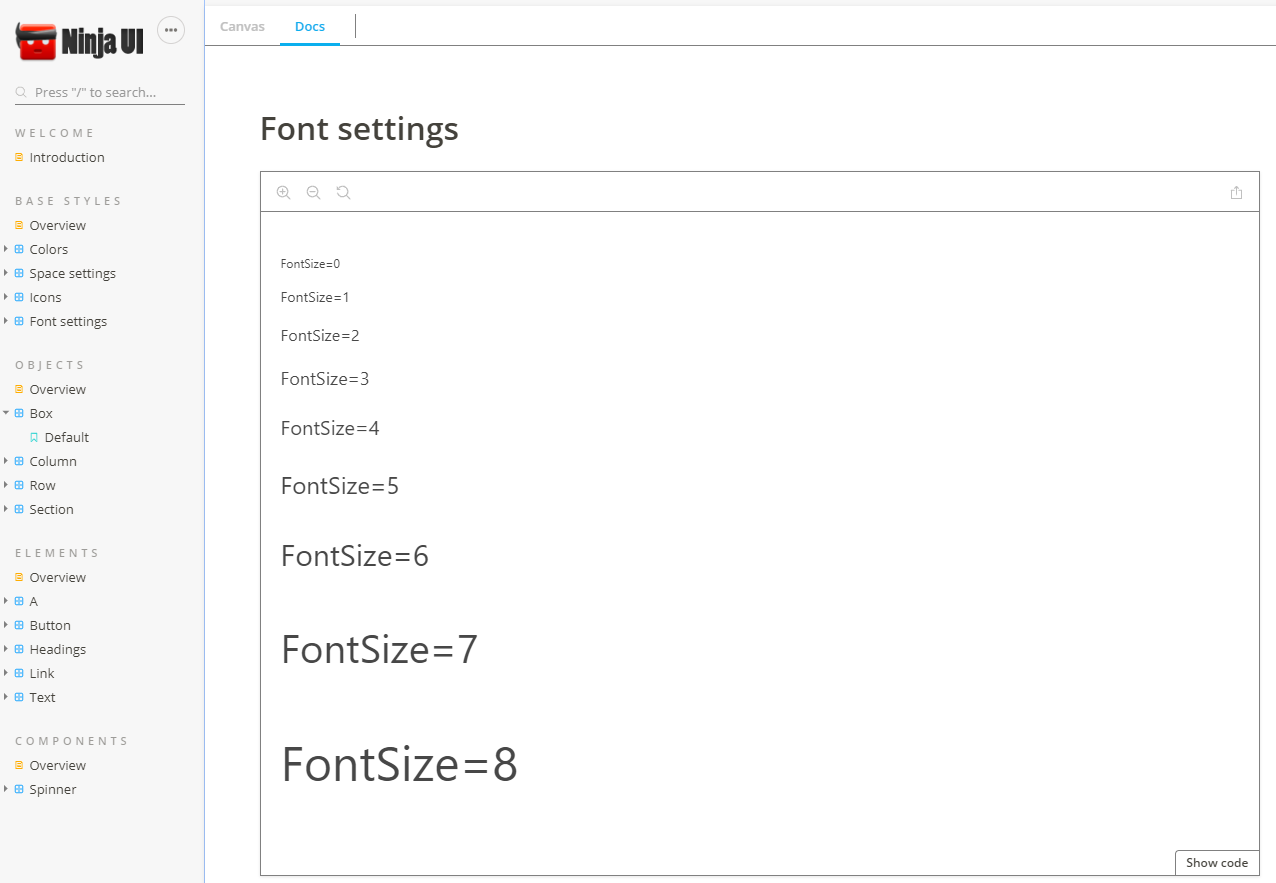 Ninja UI
Press "/" to search...
WELCOME
Introduction
BASE STYLES
Overview
Colors
Space settings
Icons
Font settings
OBJECTS
Overview
Box
Default
Column
Row
Section
ELEMENTS
Overview
A
Button
Headings
Link
Text
COMPONENTS
Overview
Spinner
Canvas Docs
Font settings
FontSize=0
FontSize=1
FontSize=2
FontSize=3
FontSize=4
FontSize=5
FontSize=6
FontSize=7
FontSize=8
Show code